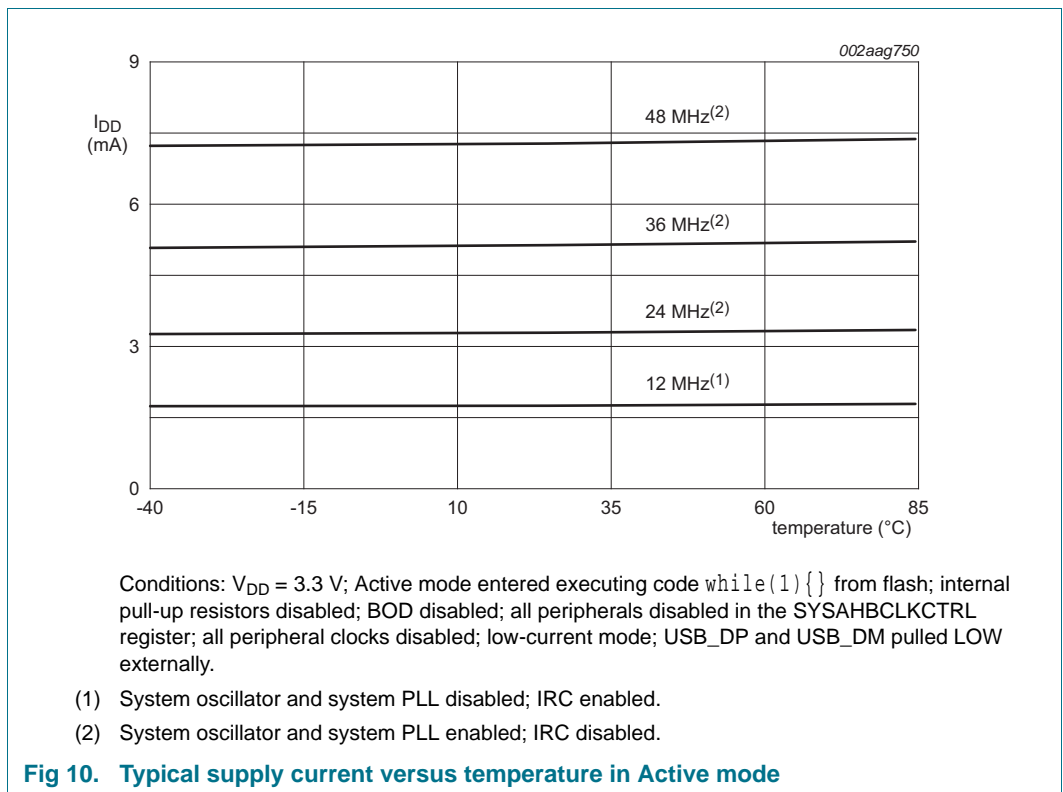 002aag750
9
I_DD
(mA)
48 MHz(2)
6
36 MHz(2)
24 MHz(2)
3
12 MHz(1)
0
-40 -15 10 35 60 85
temperature (°C)
Conditions: V_DD = 3.3 V; Active mode entered executing code while(1){} from flash; internal
pull-up resistors disabled; BOD disabled; all peripherals disabled in the SYSAHBCLKCTRL
register; all peripheral clocks disabled; low-current mode; USB_DP and USB_DM pulled LOW
externally.
(1) System oscillator and system PLL disabled; IRC enabled.
(2) System oscillator and system PLL enabled; IRC disabled.
Fig 10. Typical supply current versus temperature in Active mode